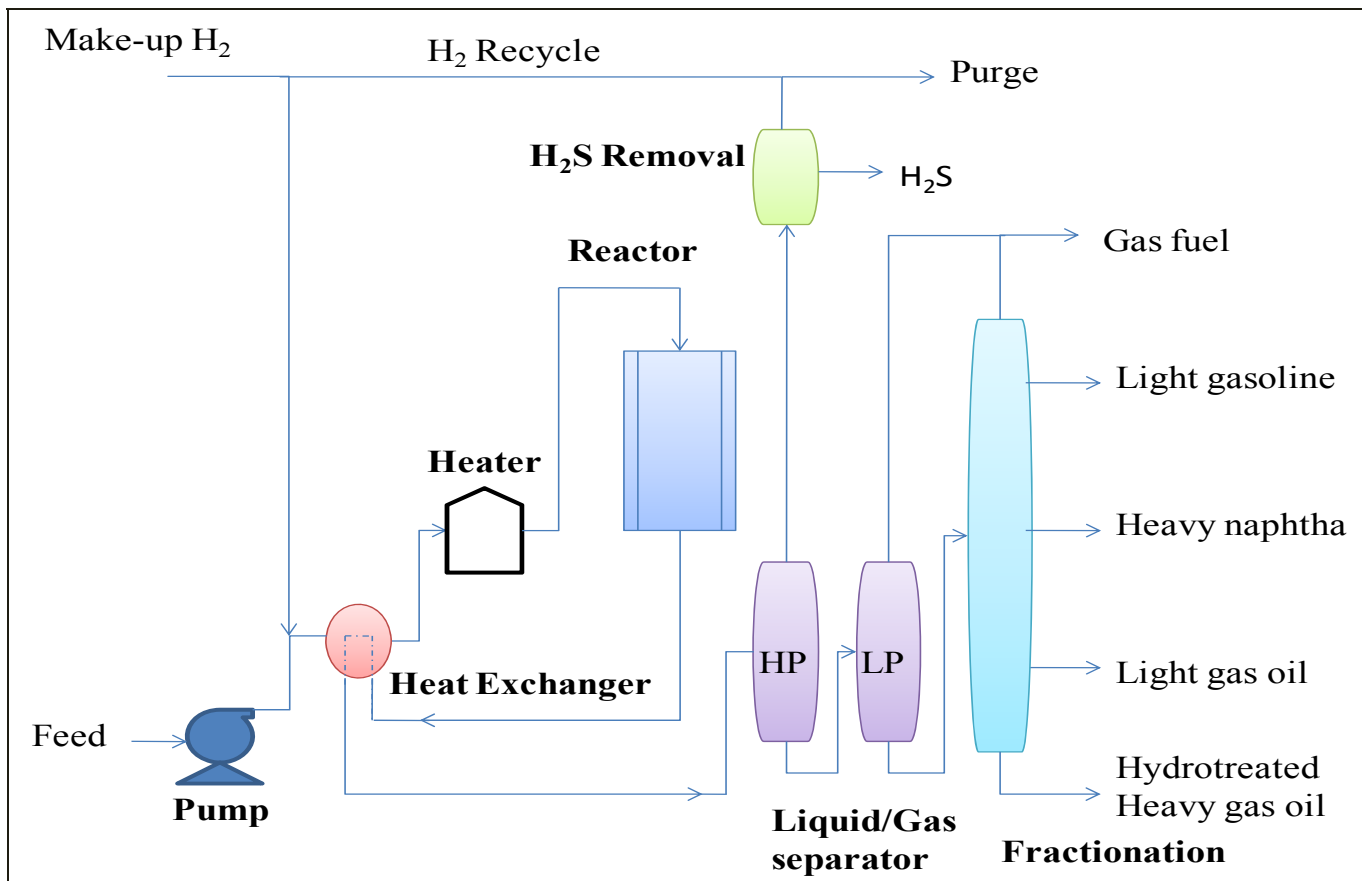 Make-up H₂
H₂ Recycle
Purge
H₂S Removal
H₂S
Gas fuel
Reactor
Light gasoline
Heater
Heavy naphtha
HP
LP
Heat Exchanger
Light gas oil
Feed
Pump
Hydrotreated
Heavy gas oil
Liquid/Gas
separator
Fractionation